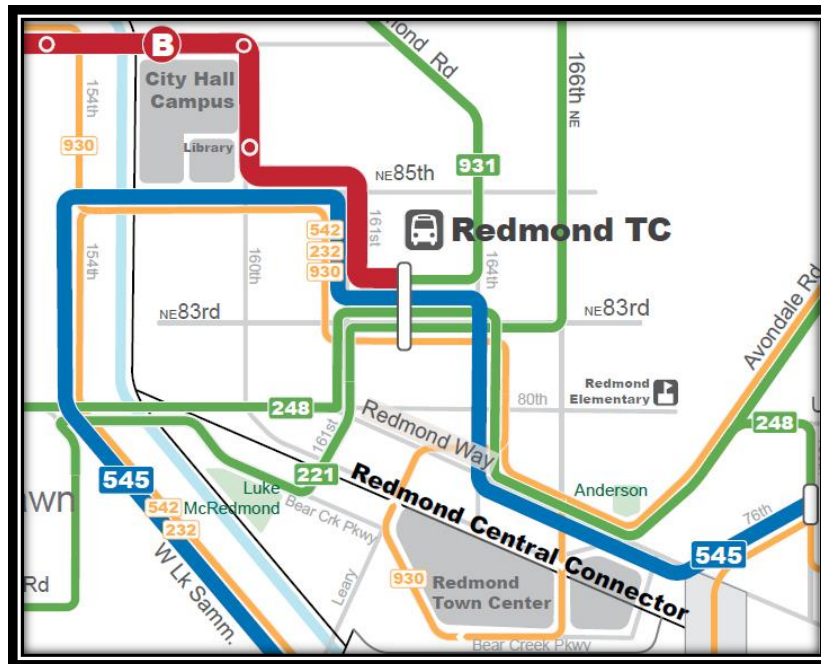 B
ond Rd
166th NE
City Hall
Campus
154th
930
Library
NE85th
931
161st
Redmond TC
542
232
930
154th
160th
164th
Avondale Rd
NE83rd
NE83rd
Redmond
Elementary
80th
248
161st
Redmond Way
248
221
545
Luke
McRedmond
Redmond Central Connector
Anderson
76th
wn
542
232
Bear Crk Pkwy
545
W Lk Samm.
Rd
Leary
930
Redmond
Town Center
Bear Creek Pkwy